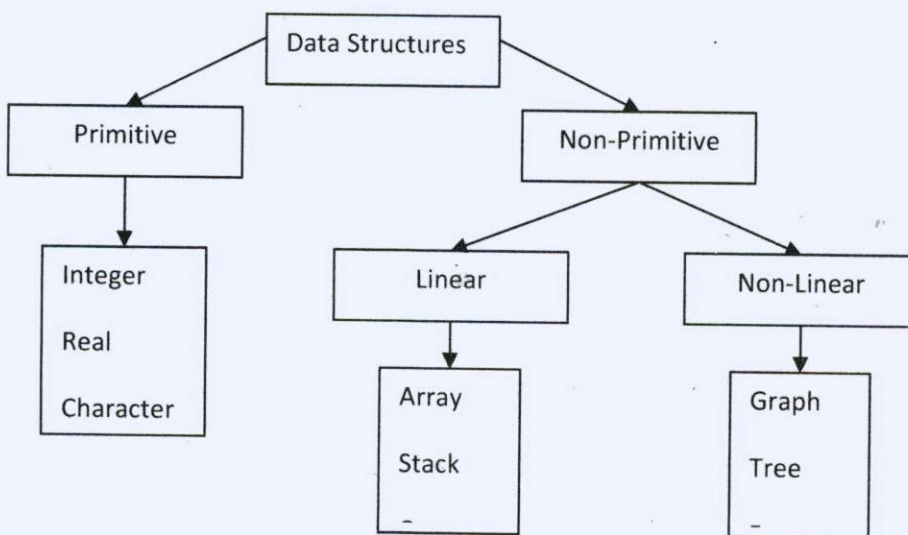 Data Structures
Primitive
Non-Primitive
Integer
Real
Character
Linear
Non-Linear
Array
Stack
Graph
Tree